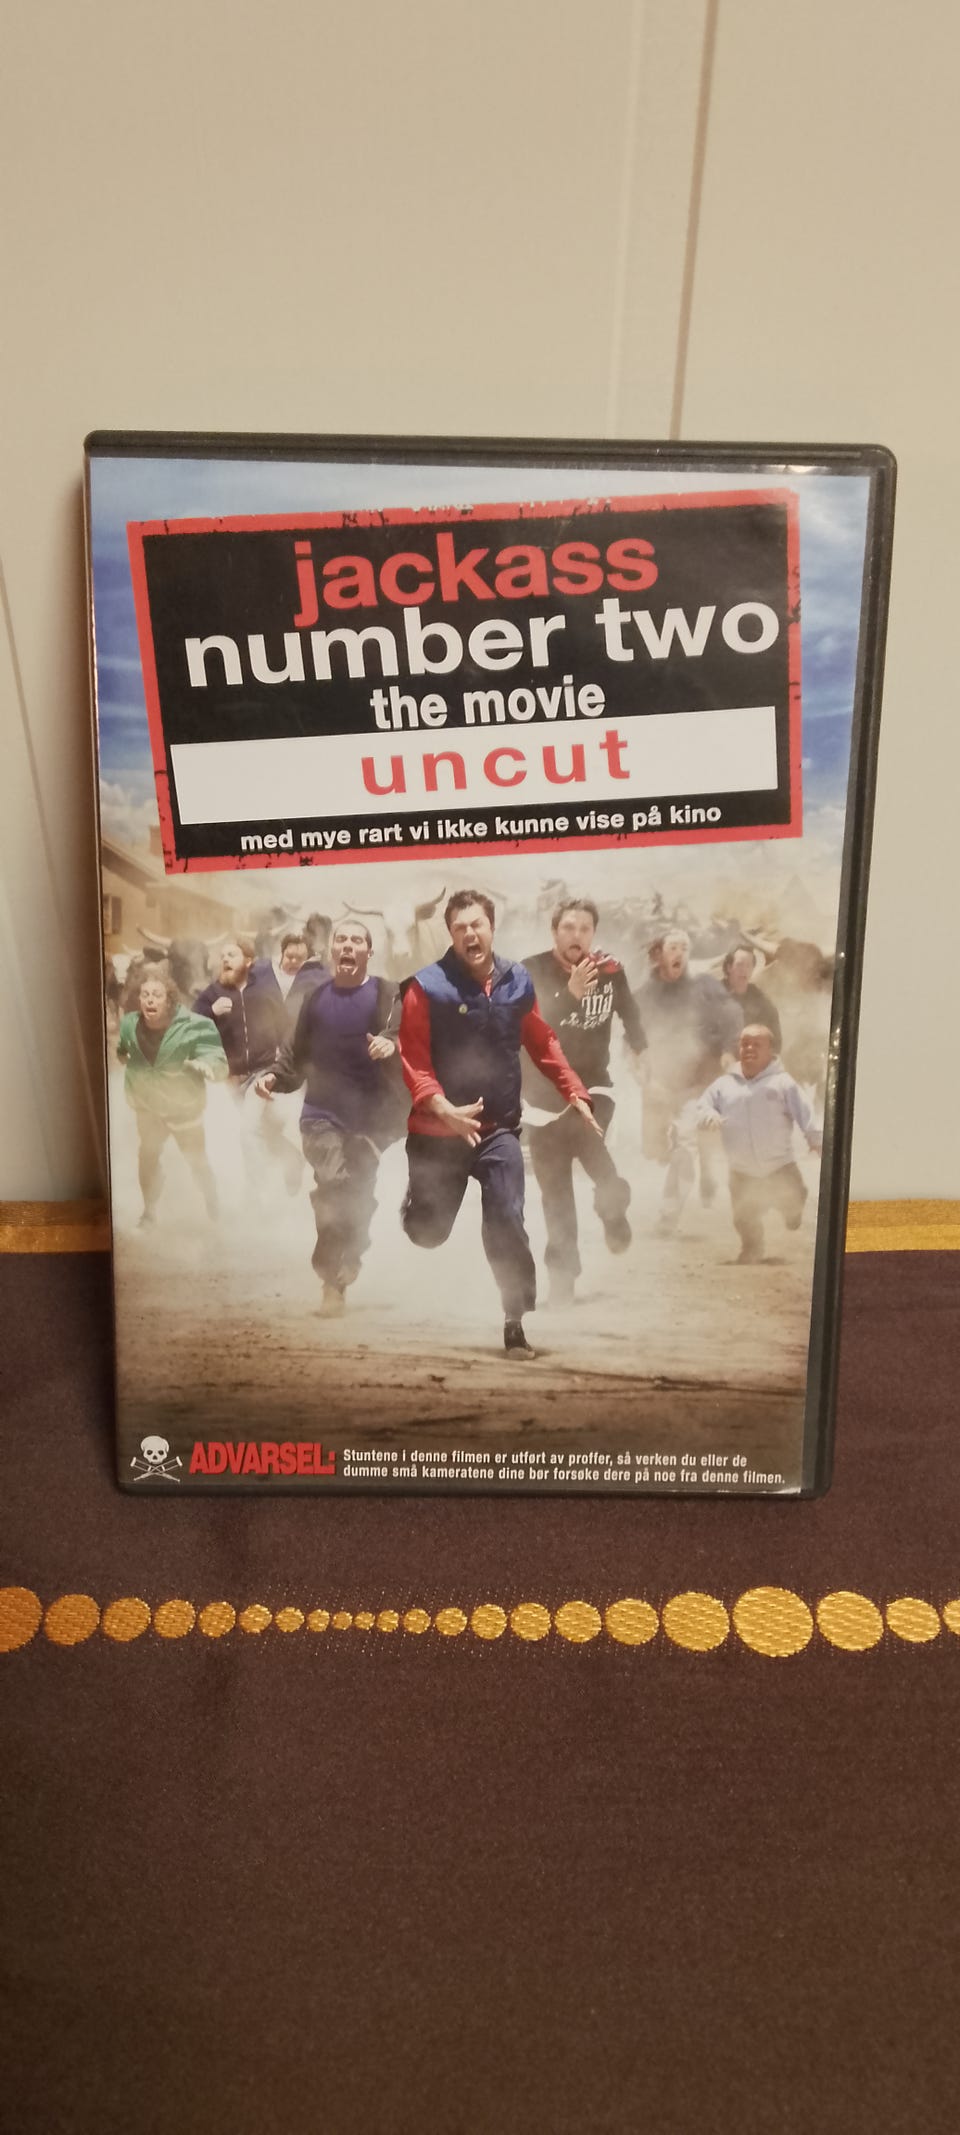 jackass
number two
the movie
uncut
med mye rart vi ikke kunne vise på kino
ADVARSEL: Stuntene i denne filmen er utført av proffer, så verken du eller de
dumme små kameratene dine bør forsøke dere på noe fra denne filmen.